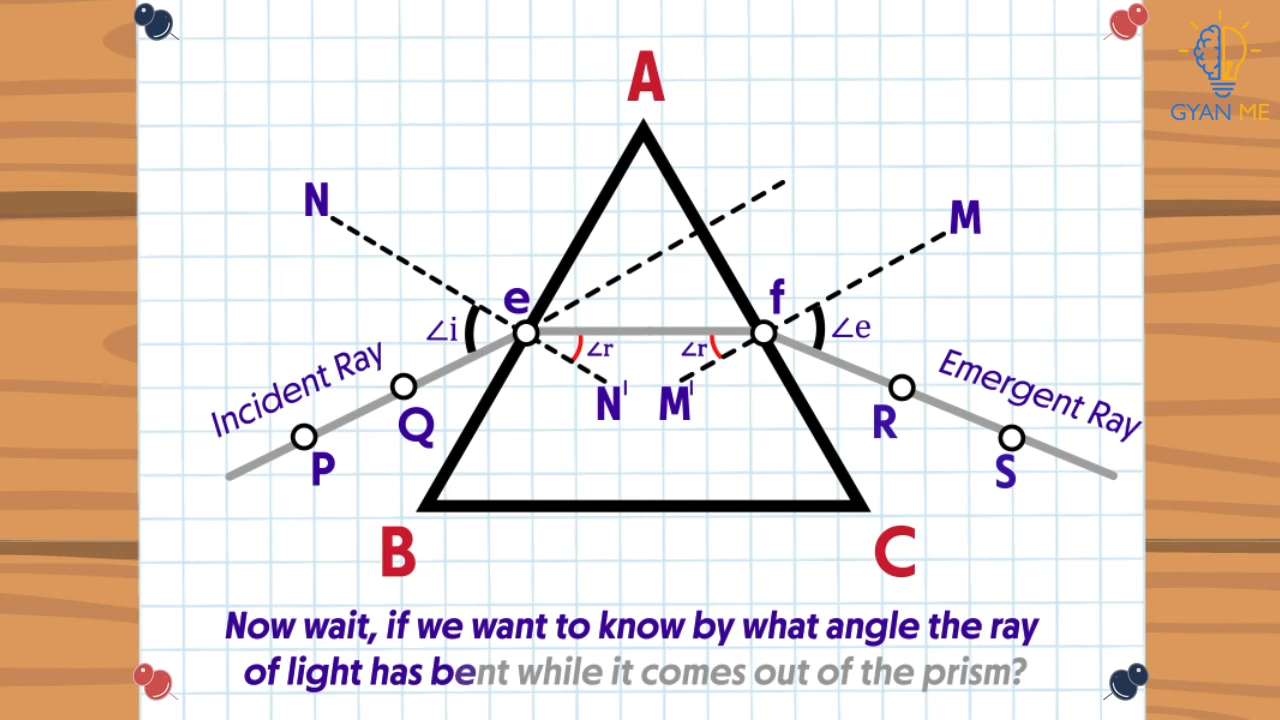 A
GYAN ME
N
M
e
f
∠i
∠r
∠r
∠e
Incident Ray
Emergent Ray
N'
M'
Q
R
P
S
B
C
Now wait, if we want to know by what angle the ray
of light has bent while it comes out of the prism?